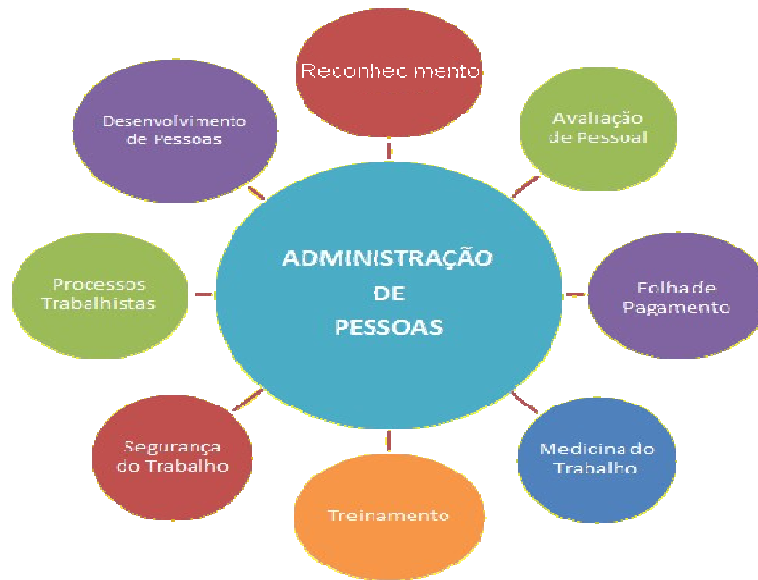 Reconhecimento
Desenvolvimento
de Pessoas
Avaliação
de Pessoal
ADMINISTRAÇÃO
DE
PESSOAS
Processos
Trabalhistas
Folha de
Pagamento
Segurança
do Trabalho
Medicina do
Trabalho
Treinamento